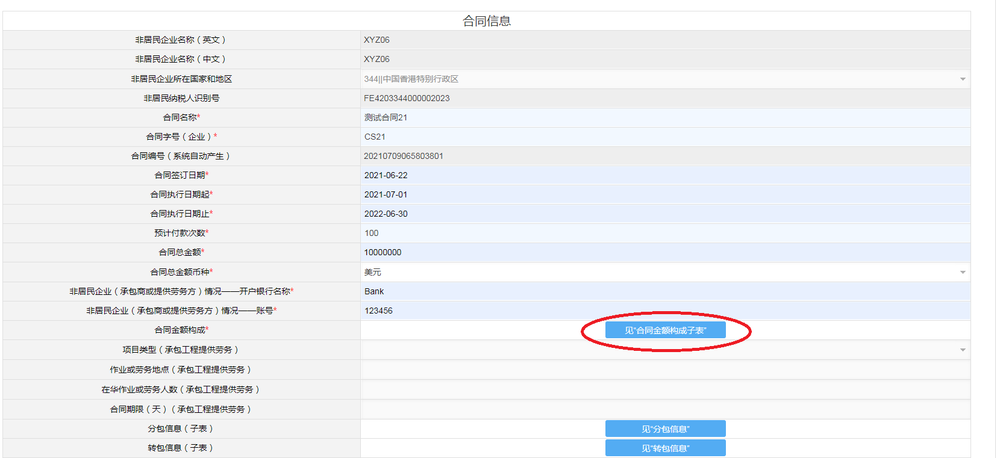 合同信息
非居民企业名称（英文） XYZ06
非居民企业名称（中文） XYZ06
非居民企业所在国家和地区 344||中国香港特别行政区
非居民纳税人识别号 FE4203344000002023
合同名称* 测试合同21
合同字号（企业）* CS21
合同编号（系统自动产生） 20210709065803801
合同签订日期* 2021-06-22
合同执行日期起* 2021-07-01
合同执行日期止* 2022-06-30
预计付款次数* 100
合同总金额* 10000000
合同总金额币种* 美元
非居民企业（承包商或提供劳务方）情况——开户银行名称* Bank
非居民企业（承包商或提供劳务方）情况——账号* 123456
合同金额构成* 见“合同金额构成子表”
项目类型（承包工程提供劳务）
作业或劳务地点（承包工程提供劳务）
在华作业或劳务人数（承包工程提供劳务）
合同期限（天）（承包工程提供劳务）
分包信息（子表） 见“分包信息”
转包信息（子表） 见“转包信息”